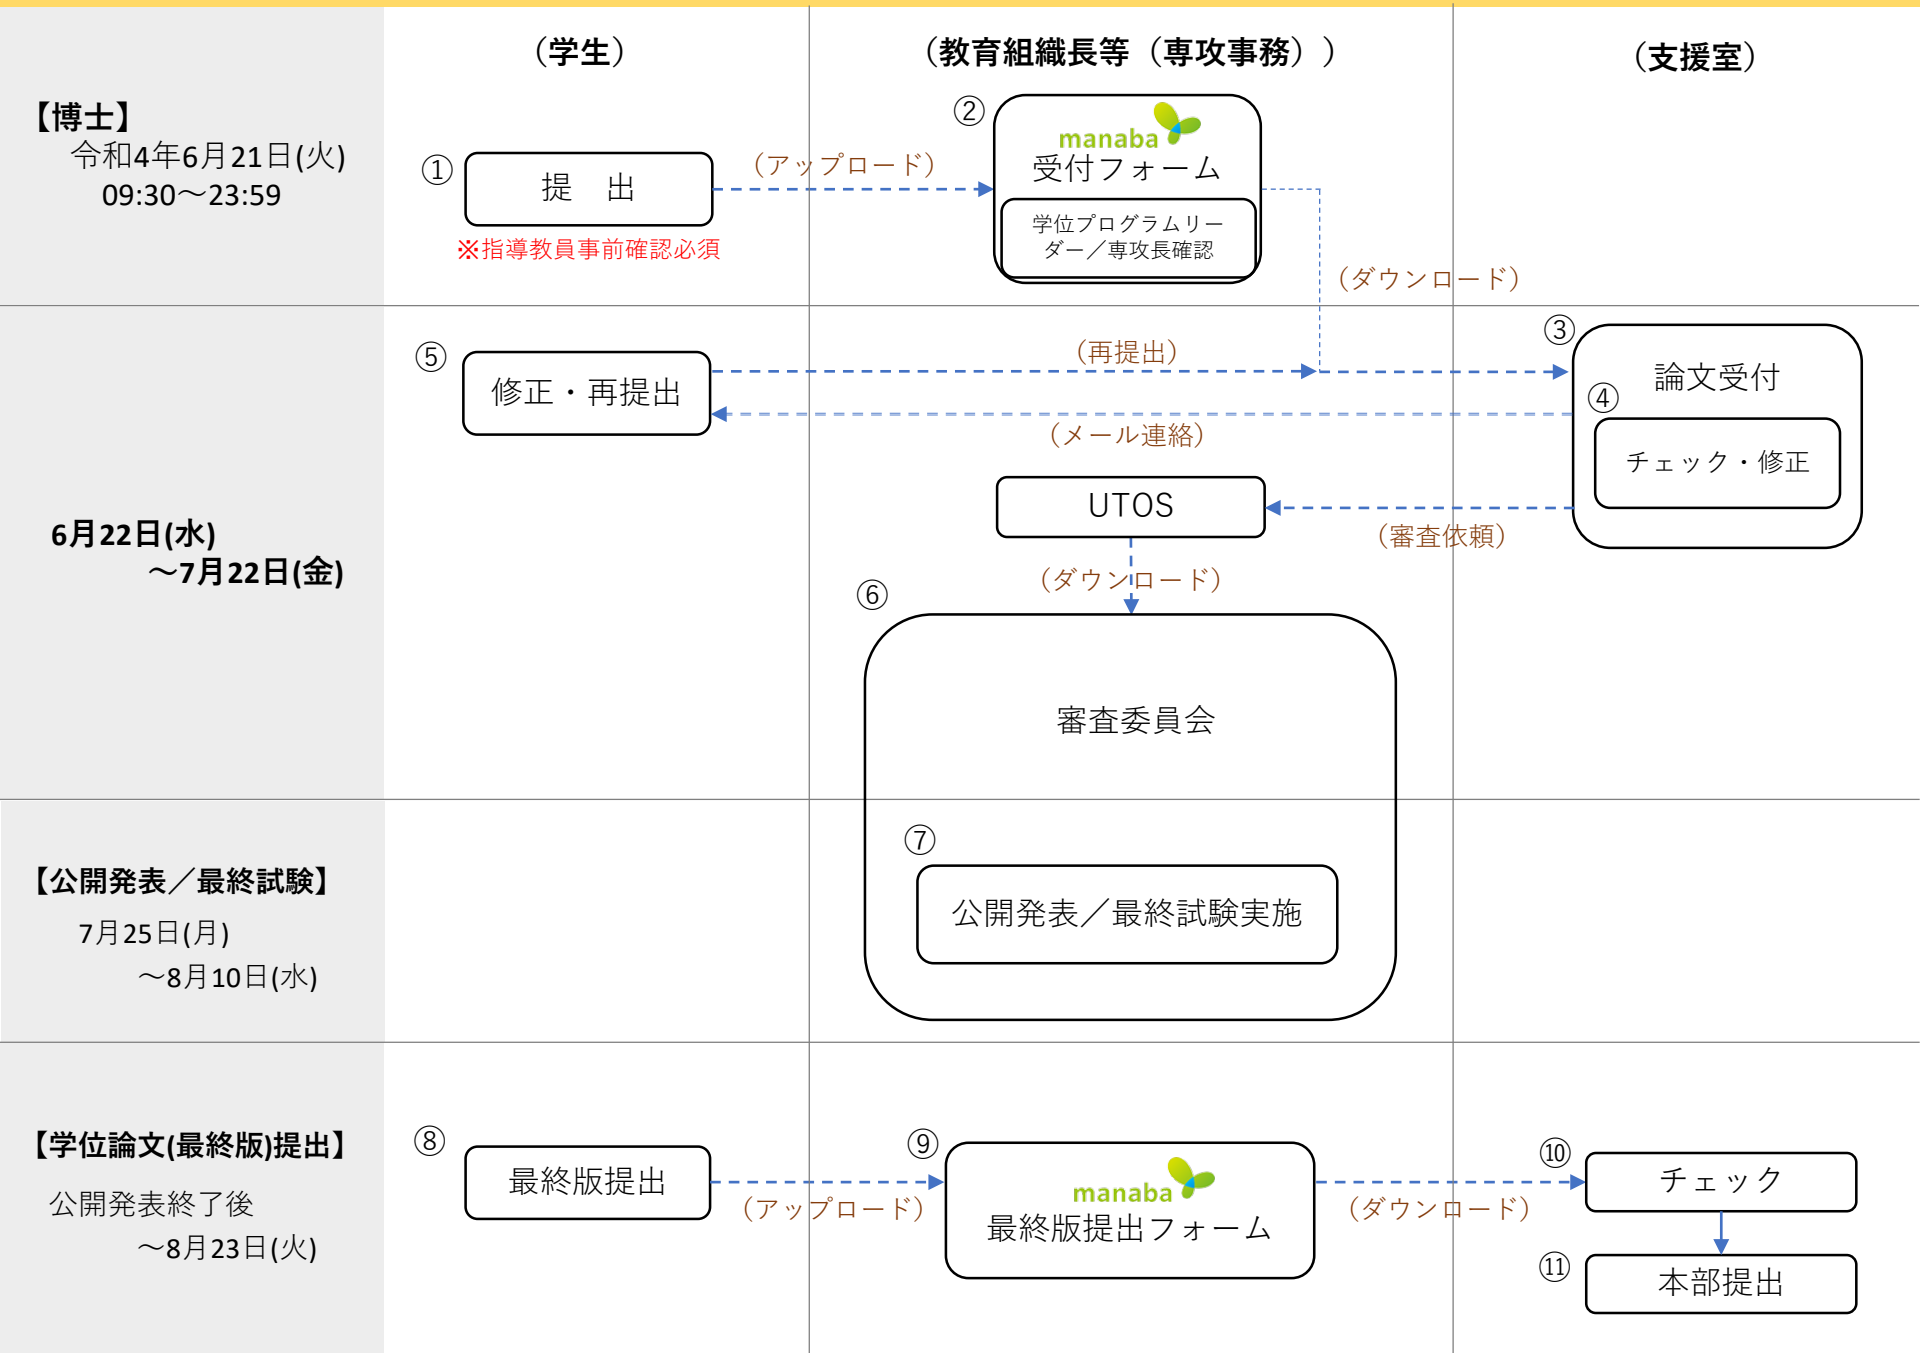 （学生）
（教育組織長等（専攻事務））
（支援室）
【博士】
令和4年6月21日(火)
09:30～23:59
①
提　出
※指導教員事前確認必須
（アップロード）
②
manaba
受付フォーム
学位プログラムリー
ダー／専攻長確認
（ダウンロード）
6月22日(水)
～7月22日(金)
⑤
修正・再提出
（再提出）
（メール連絡）
③
論文受付
④
チェック・修正
UTOS
（審査依頼）
（ダウンロード）
⑥
審査委員会
【公開発表／最終試験】
7月25日(月)
～8月10日(水)
⑦
公開発表／最終試験実施
【学位論文(最終版)提出】
公開発表終了後
～8月23日(火)
⑧
最終版提出
（アップロード）
⑨
manaba
最終版提出フォーム
（ダウンロード）
⑩
チェック
⑪
本部提出